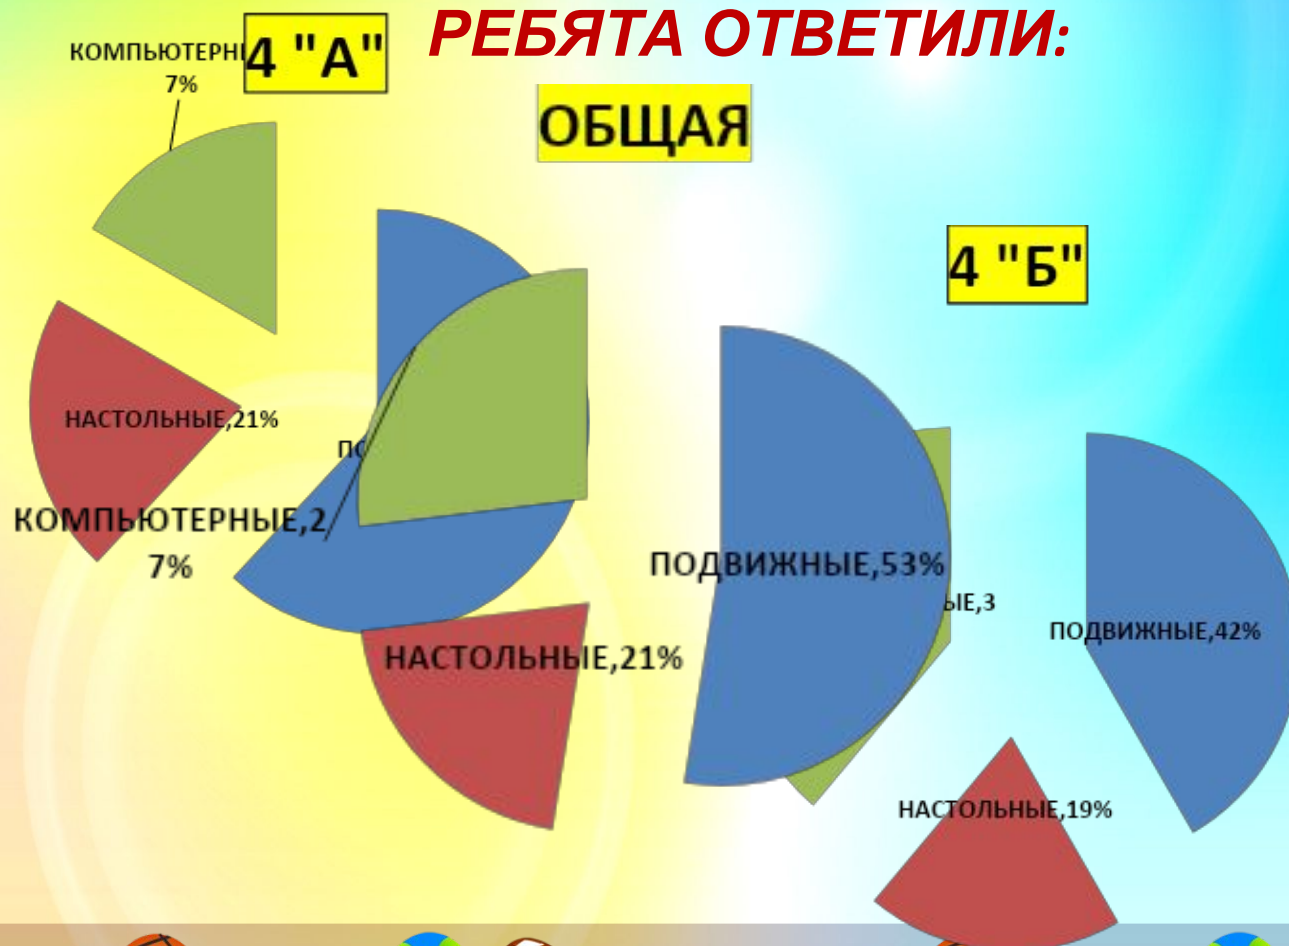 РЕБЯТА ОТВЕТИЛИ:
4 "А"
КОМПЬЮТЕРНЫ
7%
ОБЩАЯ
4 "Б"
НАСТОЛЬНЫЕ,21%
КОМПЬЮТЕРНЫЕ,2
7%
ПОДВИЖНЫЕ,53%
ЫЕ,3
ПОДВИЖНЫЕ,42%
НАСТОЛЬНЫЕ,21%
НАСТОЛЬНЫЕ,19%